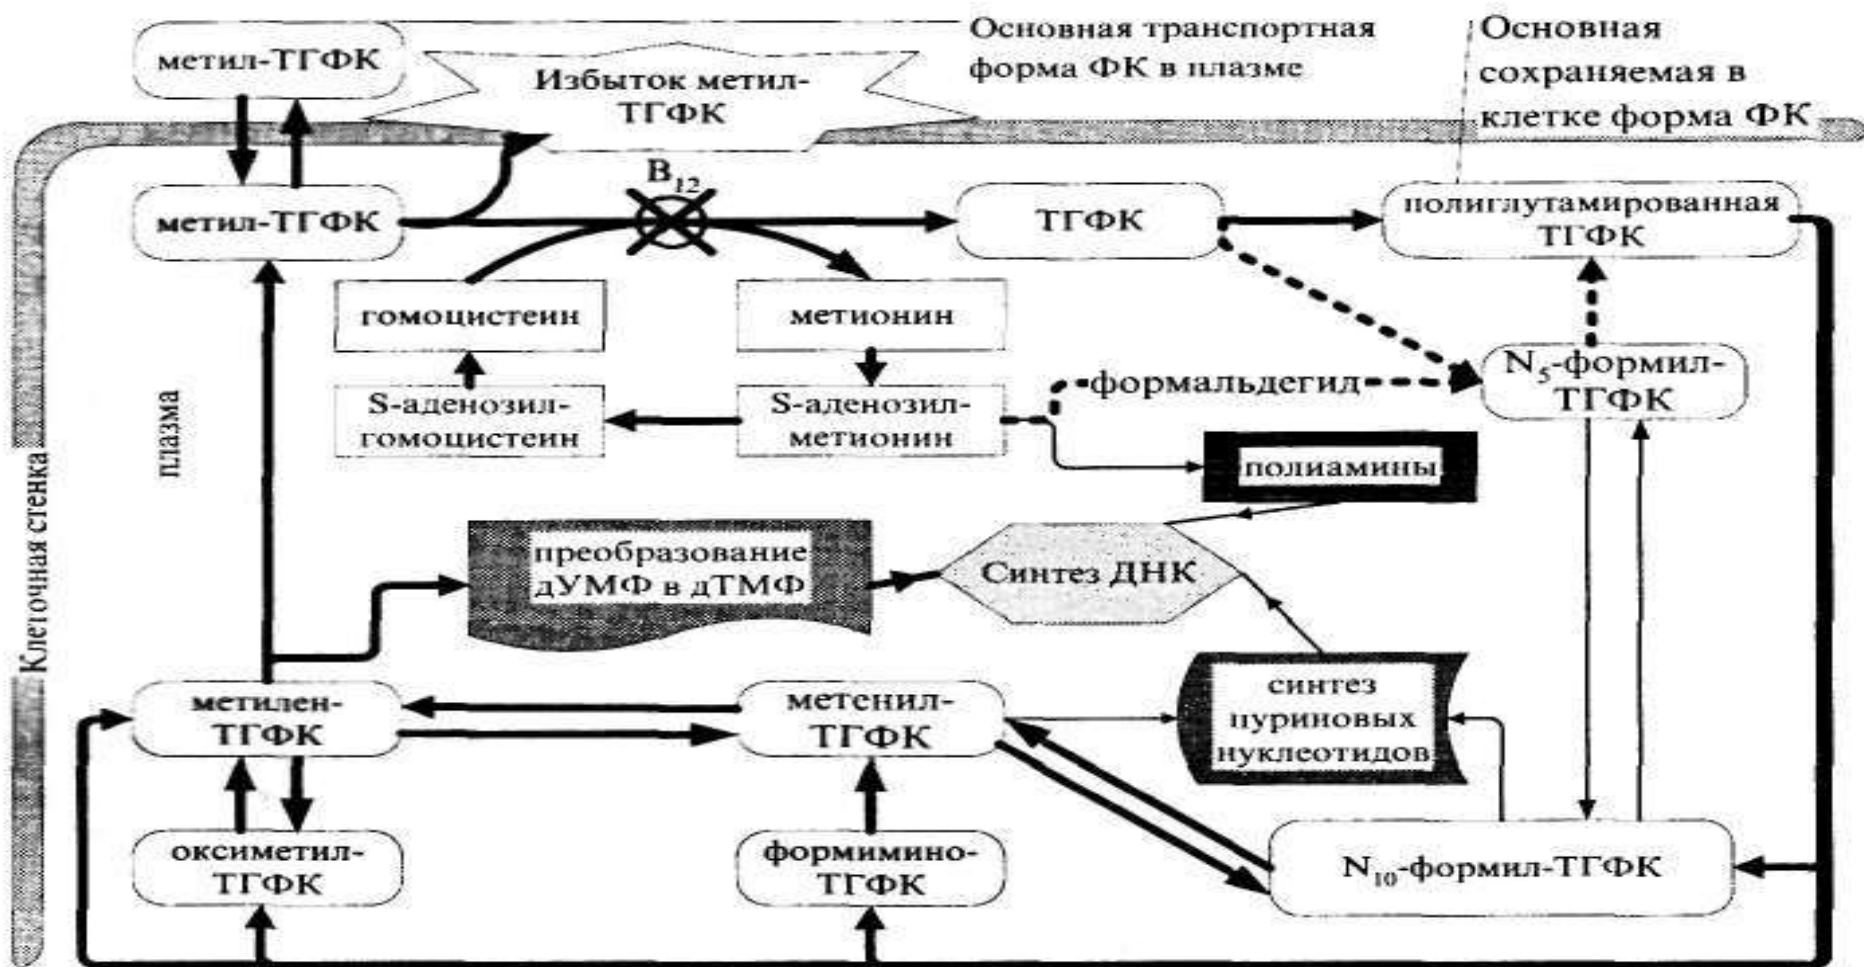 метил-ТГФК
Избыток метил-
ТГФК
Основная транспортная
форма ФК в плазме
Основная
сохраняемая в
клетке форма ФК
B12
метил-ТГФК
ТГФК
полиглутамированная
ТГФК
гомоцистеин
метионин
S-аденозил-
гомоцистеин
S-аденозил-
метионин
формальдегид
N5-формил-
ТГФК
полиамины
плазма
Клеточная стенка
преобразование
дУМФ в дТМФ
Синтез ДНК
метилен-
ТГФК
метенил-
ТГФК
синтез
пуриновых
нуклеотидов
оксиметил-
ТГФК
формимино-
ТГФК
N10-формил-ТГФК